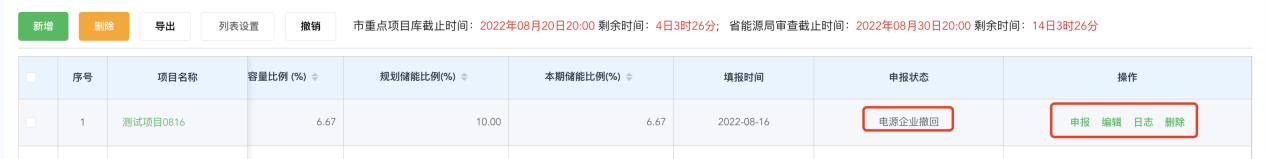 新增 删除 导出 列表设置 撤销 市重点项目库截止时间：2022年08月20日20:00 剩余时间：4日3时26分；省能源局审查截止时间：2022年08月30日20:00 剩余时间：14日3时26分
序号 项目名称 容量比例 (%) 规划储能比例(%) 本期储能比例(%) 填报时间 申报状态 操作
1 测试项目0816 6.67 10.00 6.67 2022-08-16 电源企业撤回 申报 编辑 日志 删除